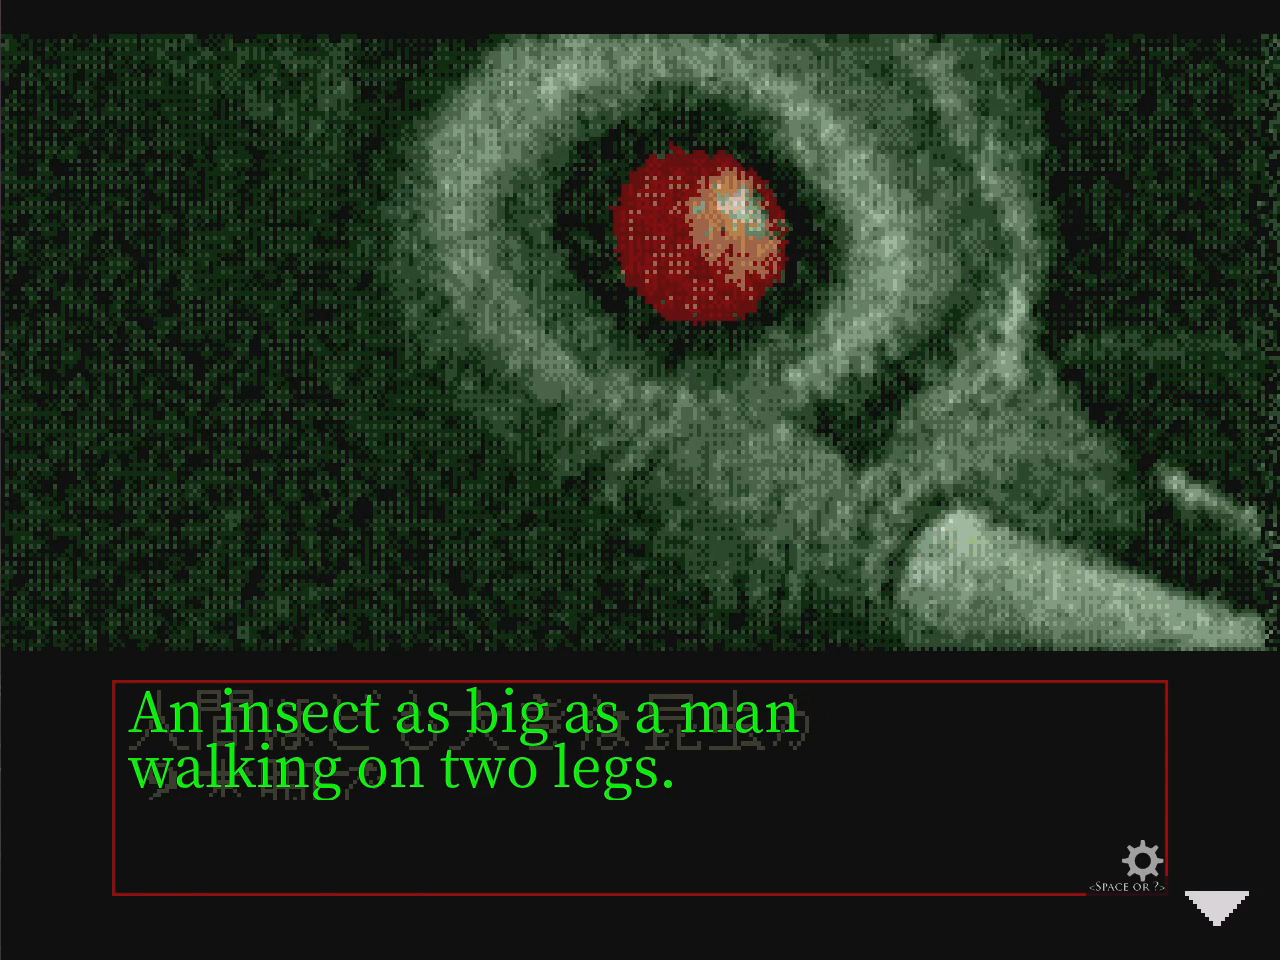 An insect as big as a man
walking on two legs.
<SPACE OR ?>